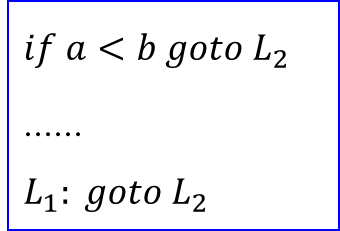 if a < b goto L₂
……
L₁: goto L₂